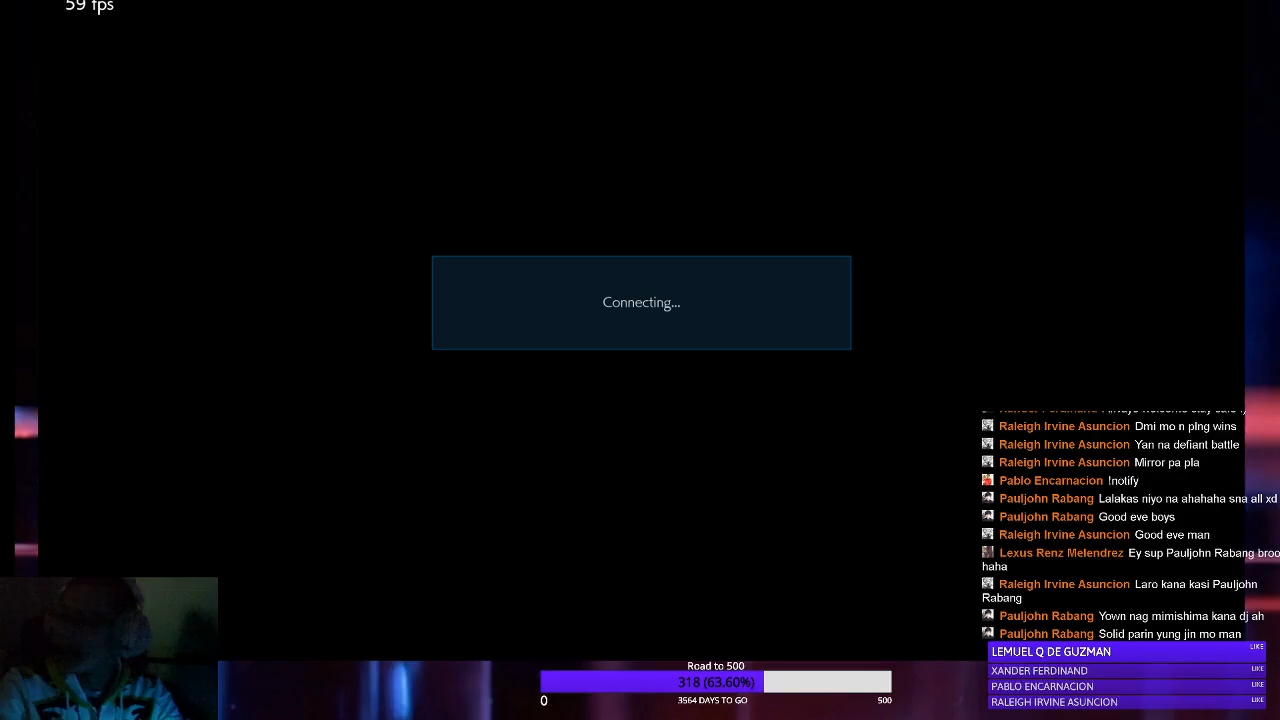 59 fps
Connecting...
Raleigh Irvine Asuncion Dmi mo n plng wins
Raleigh Irvine Asuncion Yan na defiant battle
Raleigh Irvine Asuncion Mirror pa pla
Pablo Encarnacion !notify
Pauljohn Rabang Lalakas niyo na ahahaha sna all xd
Pauljohn Rabang Good eve boys
Raleigh Irvine Asuncion Good eve man
Lexus Renz Melendrez Ey sup Pauljohn Rabang broo
haha
Raleigh Irvine Asuncion Laro kana kasi Pauljohn
Rabang
Pauljohn Rabang Yown nag mimishima kana dj ah
Pauljohn Rabang Solid parin yung jin mo man
LEMUEL Q DE GUZMAN LIKE
XANDER FERDINAND LIKE
PABLO ENCARNACION LIKE
RALEIGH IRVINE ASUNCION LIKE
Road to 500
318 (63.60%)
0 3564 DAYS TO GO 500